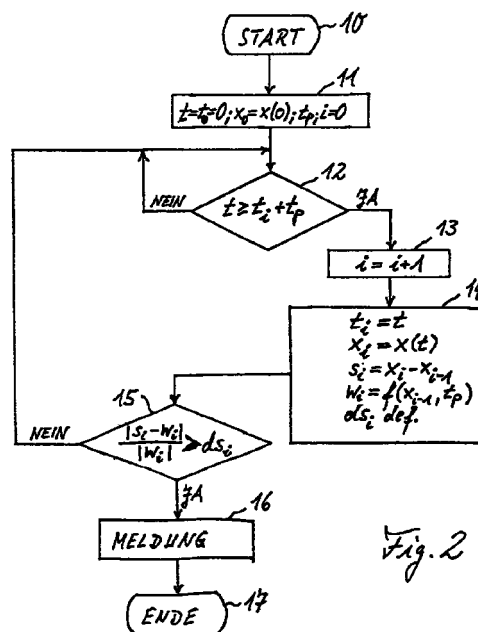 START
10
11
t=t₀=0; x₀=x(0); tₚ; i=0
12
NEIN
t≥tᵢ+tₚ
JA
13
i=i+1
14
tᵢ=t
xᵢ=x(t)
sᵢ=xᵢ-xᵢ₋₁
wᵢ=f(xᵢ₋₁,tₚ)
dsᵢ def.
15
NEIN
|sᵢ-wᵢ|/|wᵢ|≥dsᵢ
JA
16
MELDUNG
ENDE
17
Fig. 2